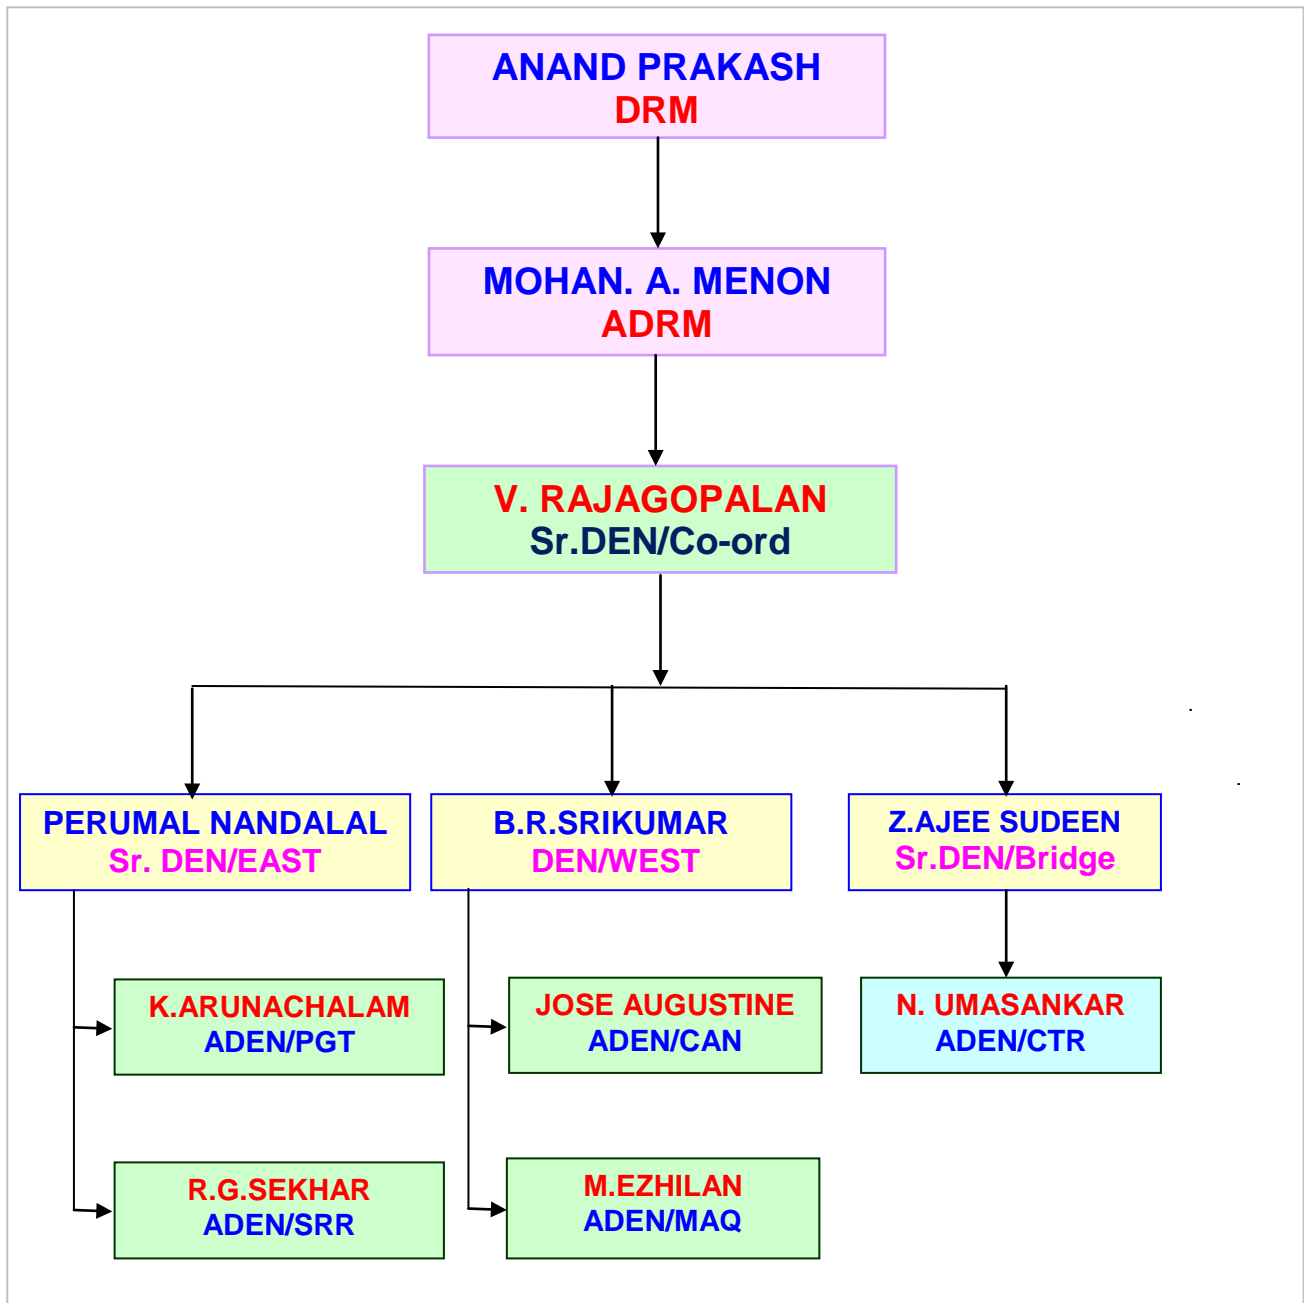 ANAND PRAKASH
DRM
MOHAN. A. MENON
ADRM
V. RAJAGOPALAN
Sr.DEN/Co-ord
PERUMAL NANDALAL
Sr. DEN/EAST
B.R.SRIKUMAR
DEN/WEST
Z.AJEE SUDEEN
Sr.DEN/Bridge
K.ARUNACHALAM
ADEN/PGT
JOSE AUGUSTINE
ADEN/CAN
N. UMASANKAR
ADEN/CTR
R.G.SEKHAR
ADEN/SRR
M.EZHILAN
ADEN/MAQ